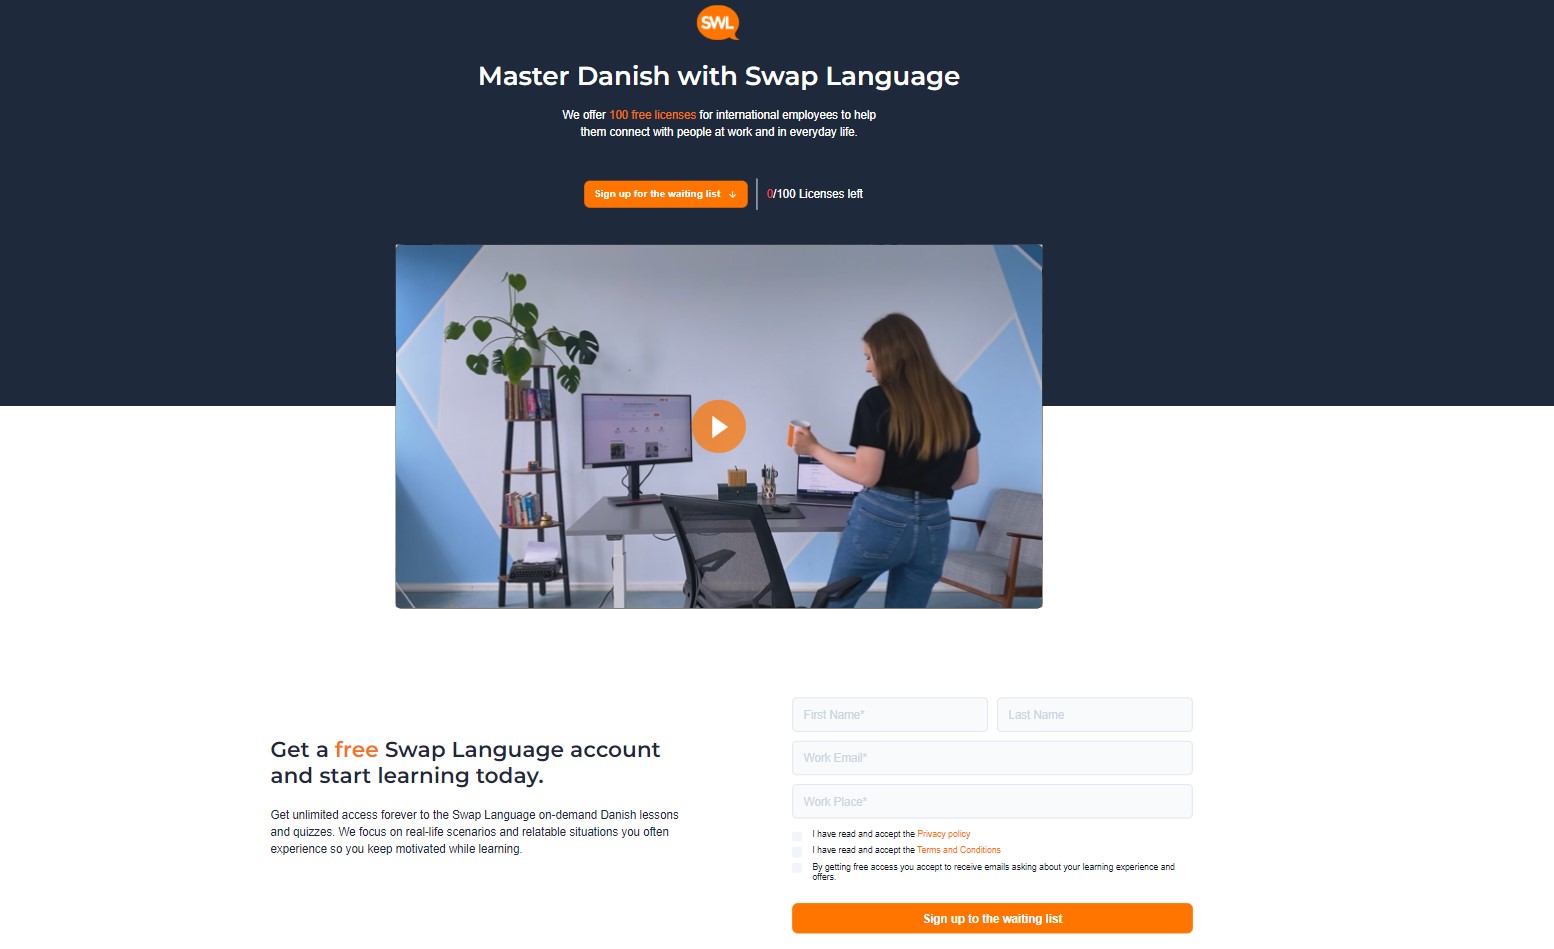 SWL
Master Danish with Swap Language
We offer 100 free licenses for international employees to help
them connect with people at work and in everyday life.
Sign up for the waiting list ↓
0/100 Licenses left
Get a free Swap Language account
and start learning today.
Get unlimited access forever to the Swap Language on-demand Danish lessons
and quizzes. We focus on real-life scenarios and relatable situations you often
experience so you keep motivated while learning.
First Name*
Last Name
Work Email*
Work Place*
I have read and accept the Privacy policy
I have read and accept the Terms and Conditions
By getting free access you accept to receive emails asking about your learning experience and
offers.
Sign up to the waiting list